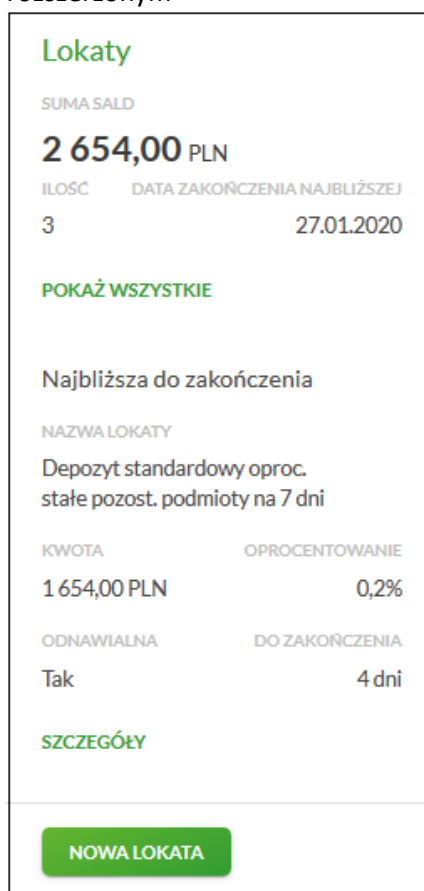 Lokaty
SUMA SALD
2 654,00 PLN
ILOŚĆ DATA ZAKOŃCZENIA NAJBLIŻSZEJ
3 27.01.2020
POKAŻ WSZYSTKIE
Najbliższa do zakończenia
NAZWA LOKATY
Depozyt standardowy oproc.
stałe pozost. podmioty na 7 dni
KWOTA OPROCENTOWANIE
1 654,00 PLN 0,2%
ODNAWIALNA DO ZAKOŃCZENIA
Tak 4 dni
SZCZEGÓŁY
NOWA LOKATA